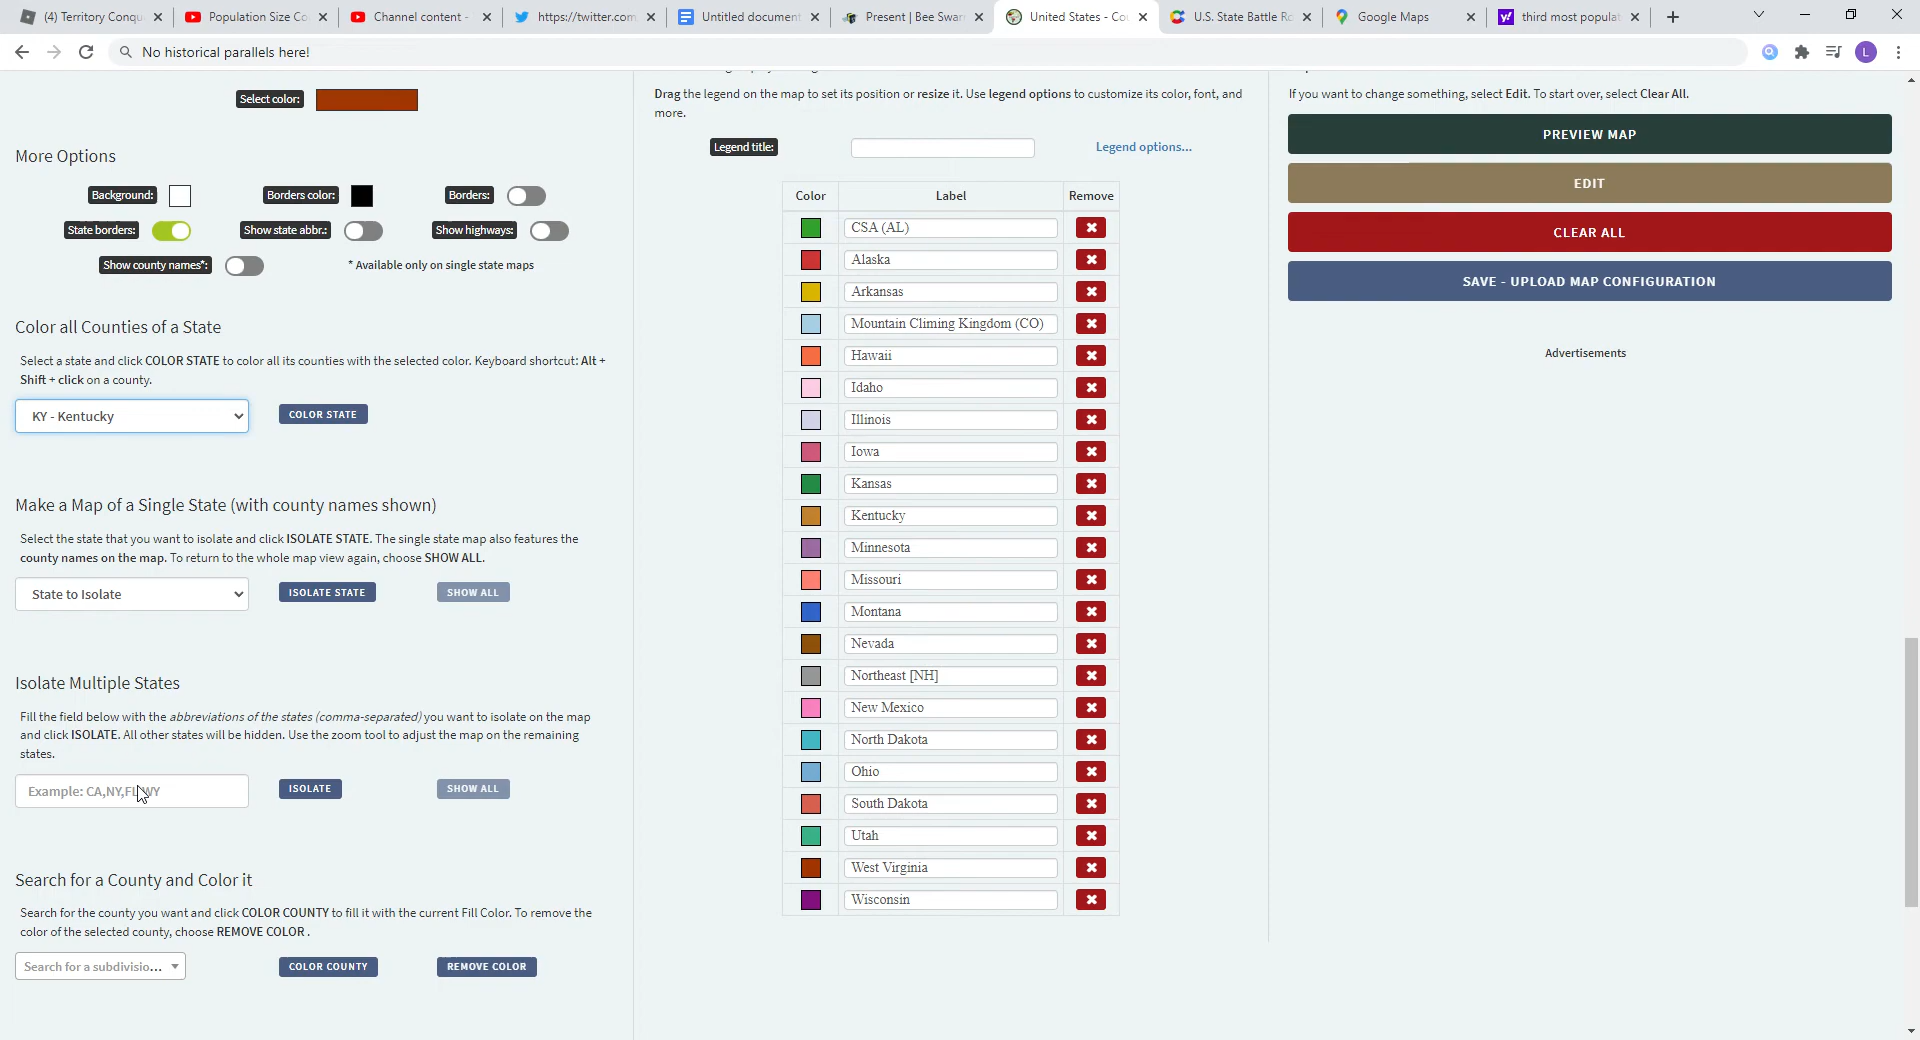 (4) Territory Conqu
Population Size Co
Channel content -
https://twitter.com
Untitled document
Present | Bee Swar
United States - Cou
U.S. State Battle Ro
Google Maps
third most populat
No historical parallels here!
L
Select color:
More Options
Background:
Borders color:
Borders:
State borders:
Show state abbr.:
Show highways:
Show county names*:
* Available only on single state maps
Color all Counties of a State
Select a state and click COLOR STATE to color all its counties with the selected color. Keyboard shortcut: Alt +
Shift + click on a county.
KY - Kentucky
COLOR STATE
Make a Map of a Single State (with county names shown)
Select the state that you want to isolate and click ISOLATE STATE. The single state map also features the
county names on the map. To return to the whole map view again, choose SHOW ALL.
State to Isolate
ISOLATE STATE
SHOW ALL
Isolate Multiple States
Fill the field below with the abbreviations of the states (comma-separated) you want to isolate on the map
and click ISOLATE. All other states will be hidden. Use the zoom tool to adjust the map on the remaining
states.
Example: CA,NY,FL,WY
ISOLATE
SHOW ALL
Search for a County and Color it
Search for the county you want and click COLOR COUNTY to fill it with the current Fill Color. To remove the
color of the selected county, choose REMOVE COLOR .
Search for a subdivisio...
COLOR COUNTY
REMOVE COLOR
Drag the legend on the map to set its position or resize it. Use legend options to customize its color, font, and
more.
Legend title:
Legend options...
Color
Label
Remove
CSA (AL)
Alaska
Arkansas
Mountain Climing Kingdom (CO)
Hawaii
Idaho
Illinois
Iowa
Kansas
Kentucky
Minnesota
Missouri
Montana
Nevada
Northeast [NH]
New Mexico
North Dakota
Ohio
South Dakota
Utah
West Virginia
Wisconsin
If you want to change something, select Edit. To start over, select Clear All.
PREVIEW MAP
EDIT
CLEAR ALL
SAVE - UPLOAD MAP CONFIGURATION
Advertisements